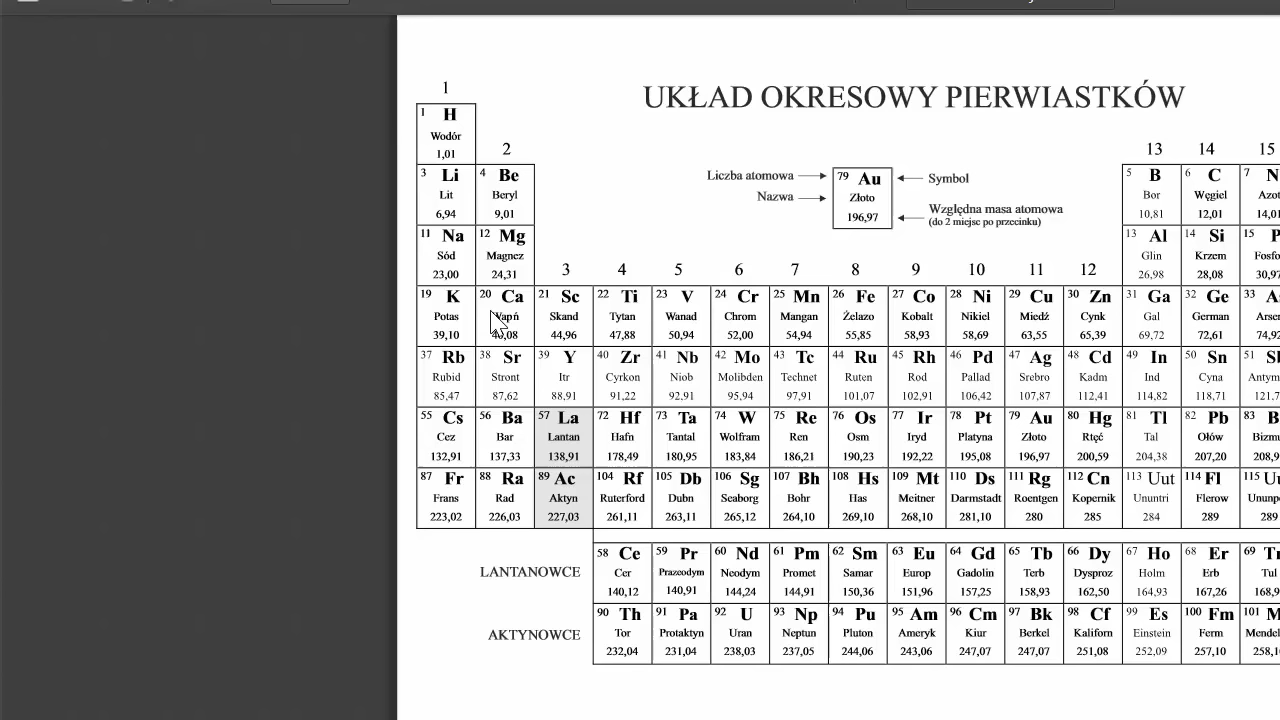 1
UKŁAD OKRESOWY PIERWIASTKÓW
1 H
Wodór
1,01
2 13 14 15
3 Li 4 Be 5 B 6 C 7
Lit Beryl Bor Węgiel
6,94 9,01 10,81 12,01 14,01
Liczba atomowa 79 Au Symbol
Nazwa Złoto
196,97 Względna masa atomowa
(do 2 miejsc po przecinku)
11 Na 12 Mg 13 Al 14 Si 15
Sód Magnez Glin Krzem
23,00 24,31 26,98 28,08 30,97
3 4 5 6 7 8 9 10 11 12
19 K 20 Ca 21 Sc 22 Ti 23 V 24 Cr 25 Mn 26 Fe 27 Co 28 Ni 29 Cu 30 Zn 31 Ga 32 Ge 33
Potas Wapń Skand Tytan Wanad Chrom Mangan Żelazo Kobalt Nikiel Miedź Cynk Gal German
39,10 40,08 44,96 47,88 50,94 52,00 54,94 55,85 58,93 58,69 63,55 65,39 69,72 72,61 74,92
37 Rb 38 Sr 39 Y 40 Zr 41 Nb 42 Mo 43 Tc 44 Ru 45 Rh 46 Pd 47 Ag 48 Cd 49 In 50 Sn 51
Rubid Stront Itr Cyrkon Niob Molibden Technet Ruten Rod Pallad Srebro Kadm Ind Cyna
85,47 87,62 88,91 91,22 92,91 95,94 97,91 101,07 102,91 106,42 107,87 112,41 114,82 118,71
55 Cs 56 Ba 57 La 72 Hf 73 Ta 74 W 75 Re 76 Os 77 Ir 78 Pt 79 Au 80 Hg 81 Tl 82 Pb 83
Cez Bar Lantan Hafn Tantal Wolfram Ren Osm Iryd Platyna Złoto Rtęć Tal Ołów
132,91 137,33 138,91 178,49 180,95 183,84 186,21 190,23 192,22 195,08 196,97 200,59 204,38 207,20
87 Fr 88 Ra 89 Ac 104 Rf 105 Db 106 Sg 107 Bh 108 Hs 109 Mt 110 Ds 111 Rg 112 Cn 113 Uut 114 Fl 115
Frans Rad Aktyn Ruterford Dubn Seaborg Bohr Has Meitner Darmstadt Roentgen Kopernik Ununtri Flerow
223,02 226,03 227,03 261,11 263,11 265,12 264,10 269,10 268,10 281,10 280 285 284 289 289
58 Ce 59 Pr 60 Nd 61 Pm 62 Sm 63 Eu 64 Gd 65 Tb 66 Dy 67 Ho 68 Er 69
LANTANOWCE Cer Prazeodym Neodym Promet Samar Europ Gadolin Terb Dysproz Holm Erb Tul
140,12 140,91 144,24 144,91 150,36 151,96 157,25 158,93 162,50 164,93 167,26
90 Th 91 Pa 92 U 93 Np 94 Pu 95 Am 96 Cm 97 Bk 98 Cf 99 Es 100 Fm 101
AKTYNOWCE Tor Protaktyn Uran Neptun Pluton Ameryk Kiur Berkel Kaliforn Einstein Ferm
232,04 231,04 238,03 237,05 244,06 243,06 247,07 247,07 251,08 252,09 257,10